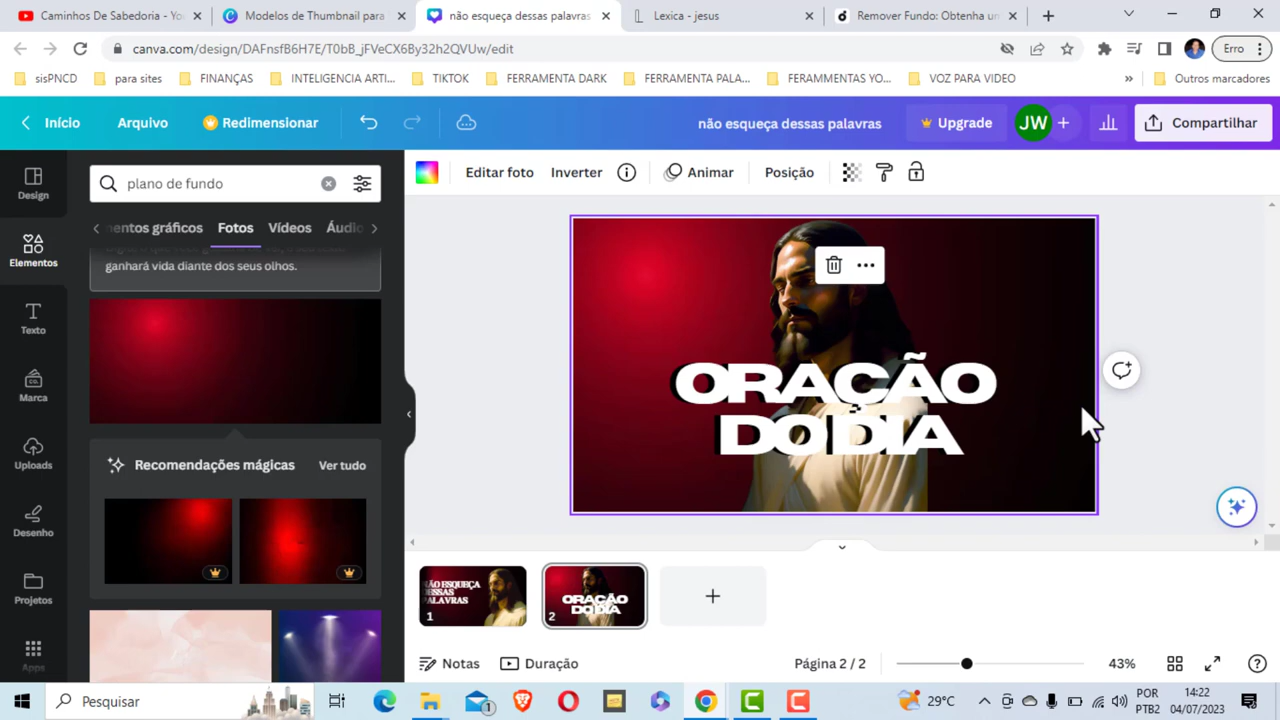 Caminhos De Sabedoria - Yo
Modelos de Thumbnail para
não esqueça dessas palavras
Lexica - jesus
Remover Fundo: Obtenha um
canva.com/design/DAFnsfB6H7E/T0bB_jFVeCX6By32h2QVUw/edit
Erro
sisPNCD
para sites
FINANÇAS
INTELIGENCIA ARTI...
TIKTOK
FERRAMENTA DARK
FERRAMENTA PALA...
FERAMMENTAS YO...
VOZ PARA VIDEO
Outros marcadores
Início
Arquivo
Redimensionar
não esqueça dessas palavras
Upgrade
JW
Compartilhar
Design
Elementos
Texto
Marca
Uploads
Desenho
Projetos
Apps
plano de fundo
mentos gráficos
Fotos
Vídeos
Áudio
ganhará vida diante dos seus olhos.
Recomendações mágicas
Ver tudo
Editar foto
Inverter
Animar
Posição
ORAÇÃO
DO DIA
NÃO ESQUEÇA
DESSAS
PALAVRAS
1
ORAÇÃO
DO DIA
2
Notas
Duração
Página 2 / 2
43%
Pesquisar
1
29°C
POR
PTB2
14:22
04/07/2023